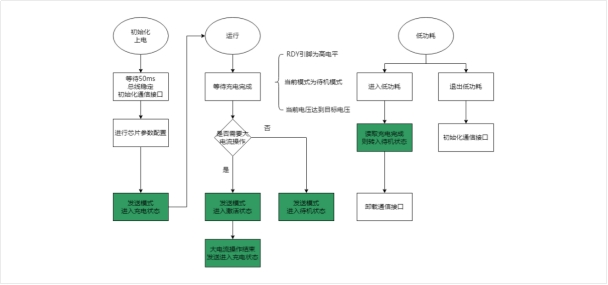 初始化
上电
等待50ms
总线稳定
初始化通信接口
进行芯片参数配置
发送模式
进入充电状态
运行
等待充电完成
RDY引脚为高电平
当前模式为待机模式
当前电压达到目标电压
是否需要大
电流操作
否
是
发送模式
进入激活状态
发送模式
进入待机状态
大电流操作结束
发送进入充电状态
低功耗
进入低功耗
退出低功耗
读取充电完成
则转入待机状态
初始化通信接口
卸载通信接口